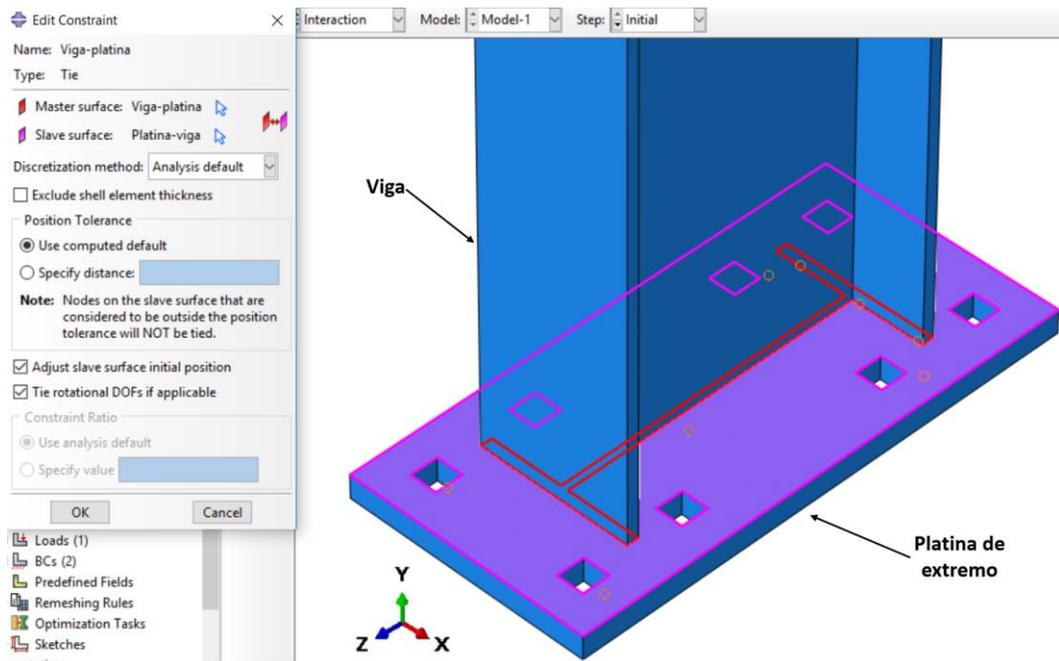 Edit Constraint
Name: Viga-platina
Type: Tie
Master surface: Viga-platina
Slave surface: Platina-viga
Discretization method: Analysis default
Exclude shell element thickness
Position Tolerance
Use computed default
Specify distance:
Note: Nodes on the slave surface that are
considered to be outside the position
tolerance will NOT be tied.
Adjust slave surface initial position
Tie rotational DOFs if applicable
Constraint Ratio
Use analysis default
Specify value
OK Cancel
Loads (1)
BCs (2)
Predefined Fields
Remeshing Rules
Optimization Tasks
Sketches
Interaction Model: Model-1 Step: Initial
Viga
Platina de
extremo
Y
Z X